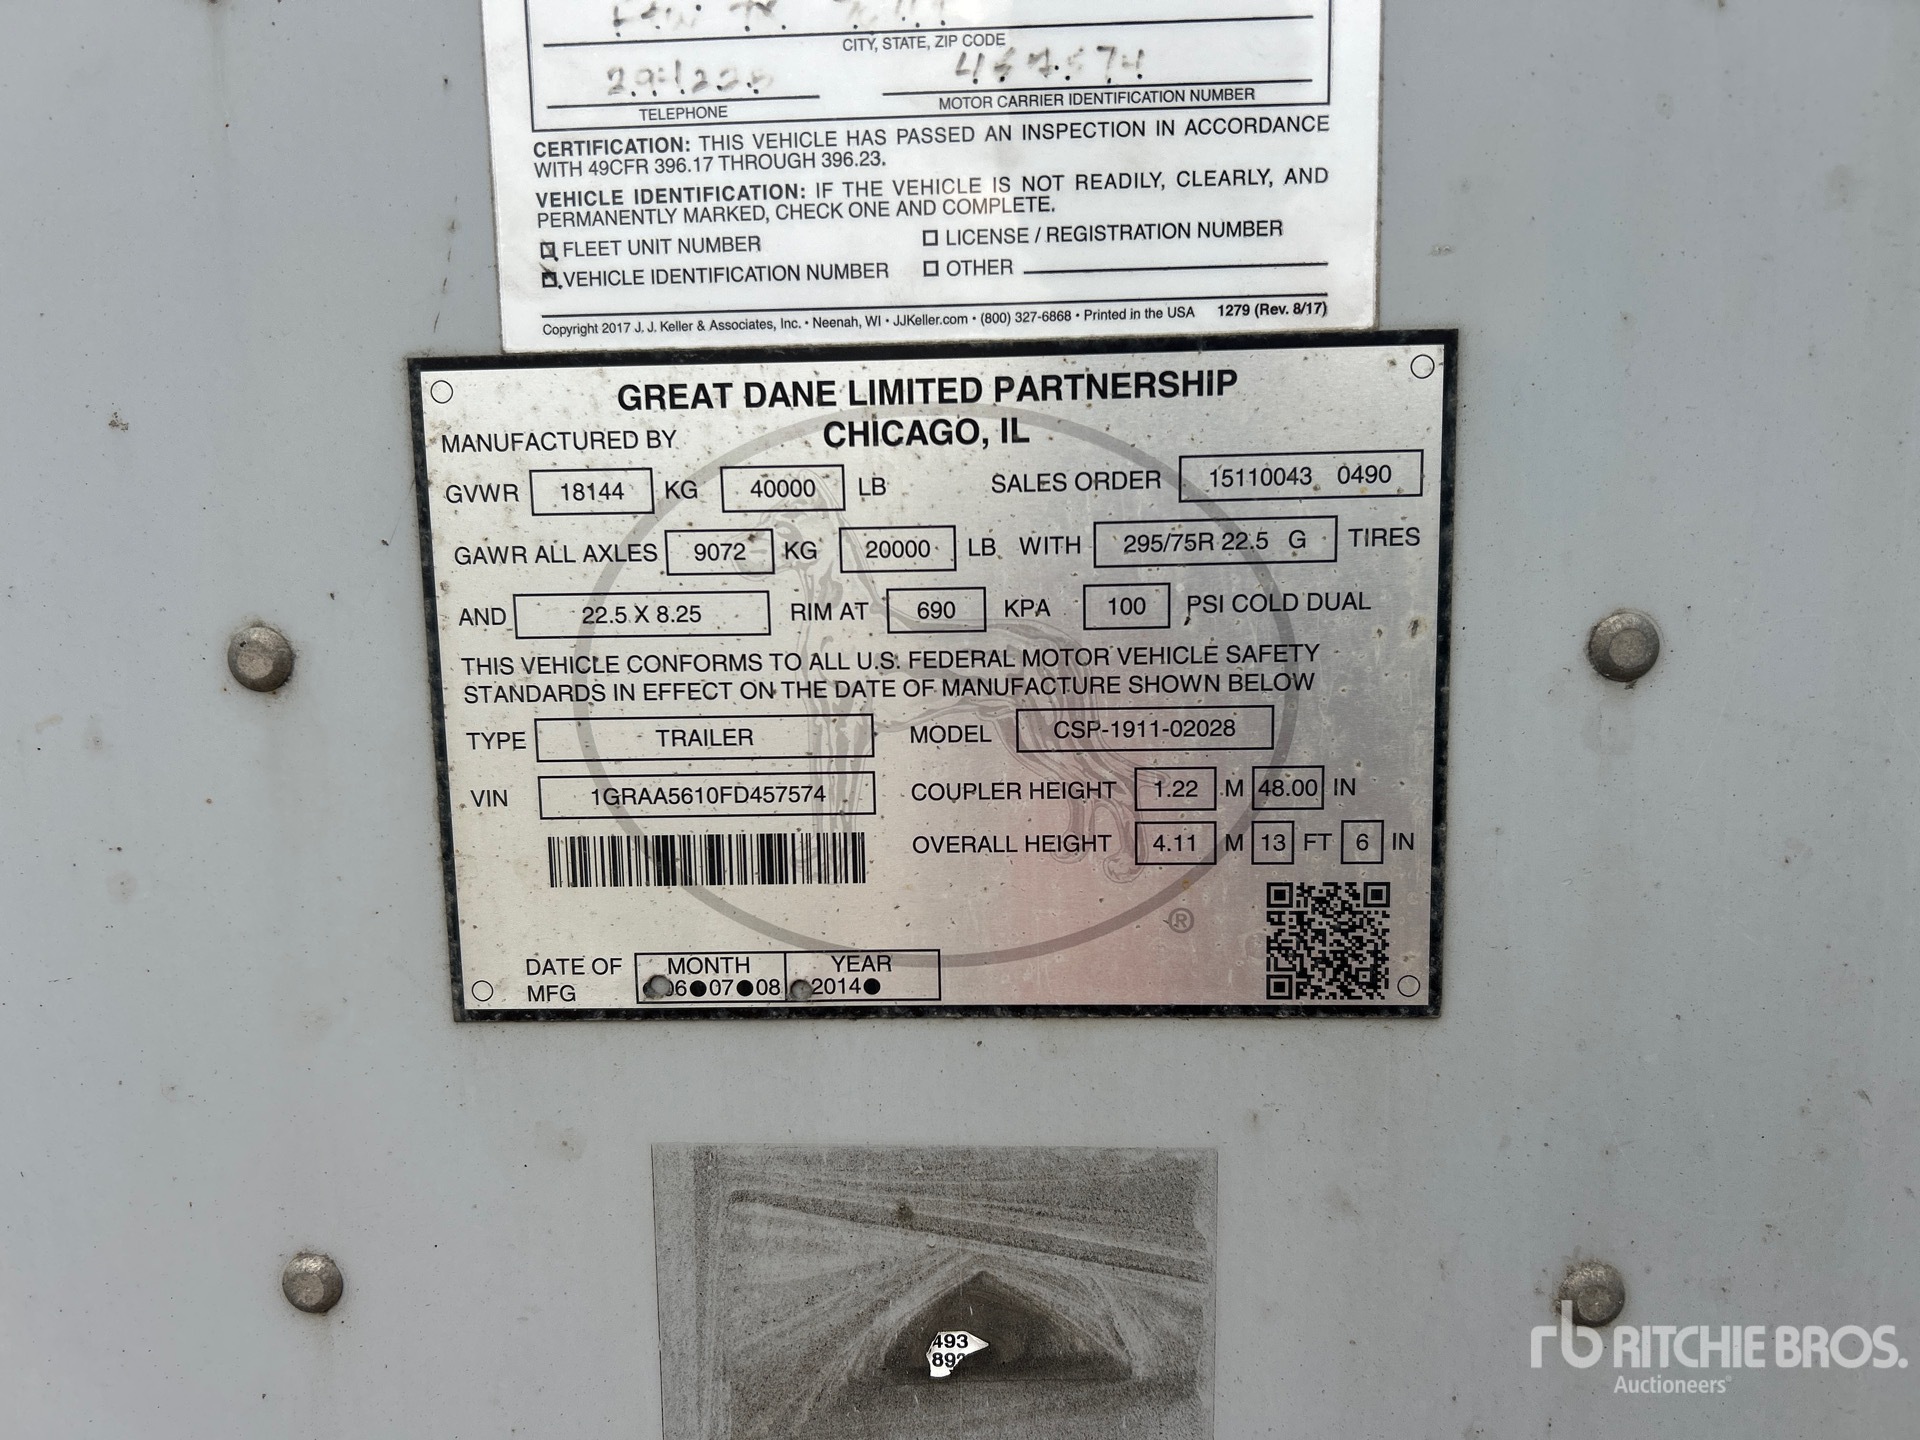 CITY, STATE, ZIP CODE
TELEPHONE
MOTOR CARRIER IDENTIFICATION NUMBER
CERTIFICATION: THIS VEHICLE HAS PASSED AN INSPECTION IN ACCORDANCE
WITH 49CFR 396.17 THROUGH 396.23.
VEHICLE IDENTIFICATION: IF THE VEHICLE IS NOT READILY, CLEARLY, AND
PERMANENTLY MARKED, CHECK ONE AND COMPLETE.
FLEET UNIT NUMBER
LICENSE / REGISTRATION NUMBER
VEHICLE IDENTIFICATION NUMBER
OTHER
Copyright 2017 J. J. Keller & Associates, Inc. • Neenah, WI • JJKeller.com • (800) 327-6868 • Printed in the USA 1279 (Rev. 8/17)
GREAT DANE LIMITED PARTNERSHIP
MANUFACTURED BY CHICAGO, IL
GVWR 18144 KG 40000 LB SALES ORDER 15110043 0490
GAWR ALL AXLES 9072 KG 20000 LB WITH 295/75R 22.5 G TIRES
AND 22.5 X 8.25 RIM AT 690 KPA 100 PSI COLD DUAL
THIS VEHICLE CONFORMS TO ALL U.S. FEDERAL MOTOR VEHICLE SAFETY
STANDARDS IN EFFECT ON THE DATE OF MANUFACTURE SHOWN BELOW
TYPE TRAILER MODEL CSP-1911-02028
VIN 1GRAA5610FD457574 COUPLER HEIGHT 1.22 M 48.00 IN
OVERALL HEIGHT 4.11 M 13 FT 6 IN
®
DATE OF MONTH YEAR
MFG 06●07●08 2014●
493
rb RITCHIE BROS.
Auctioneers